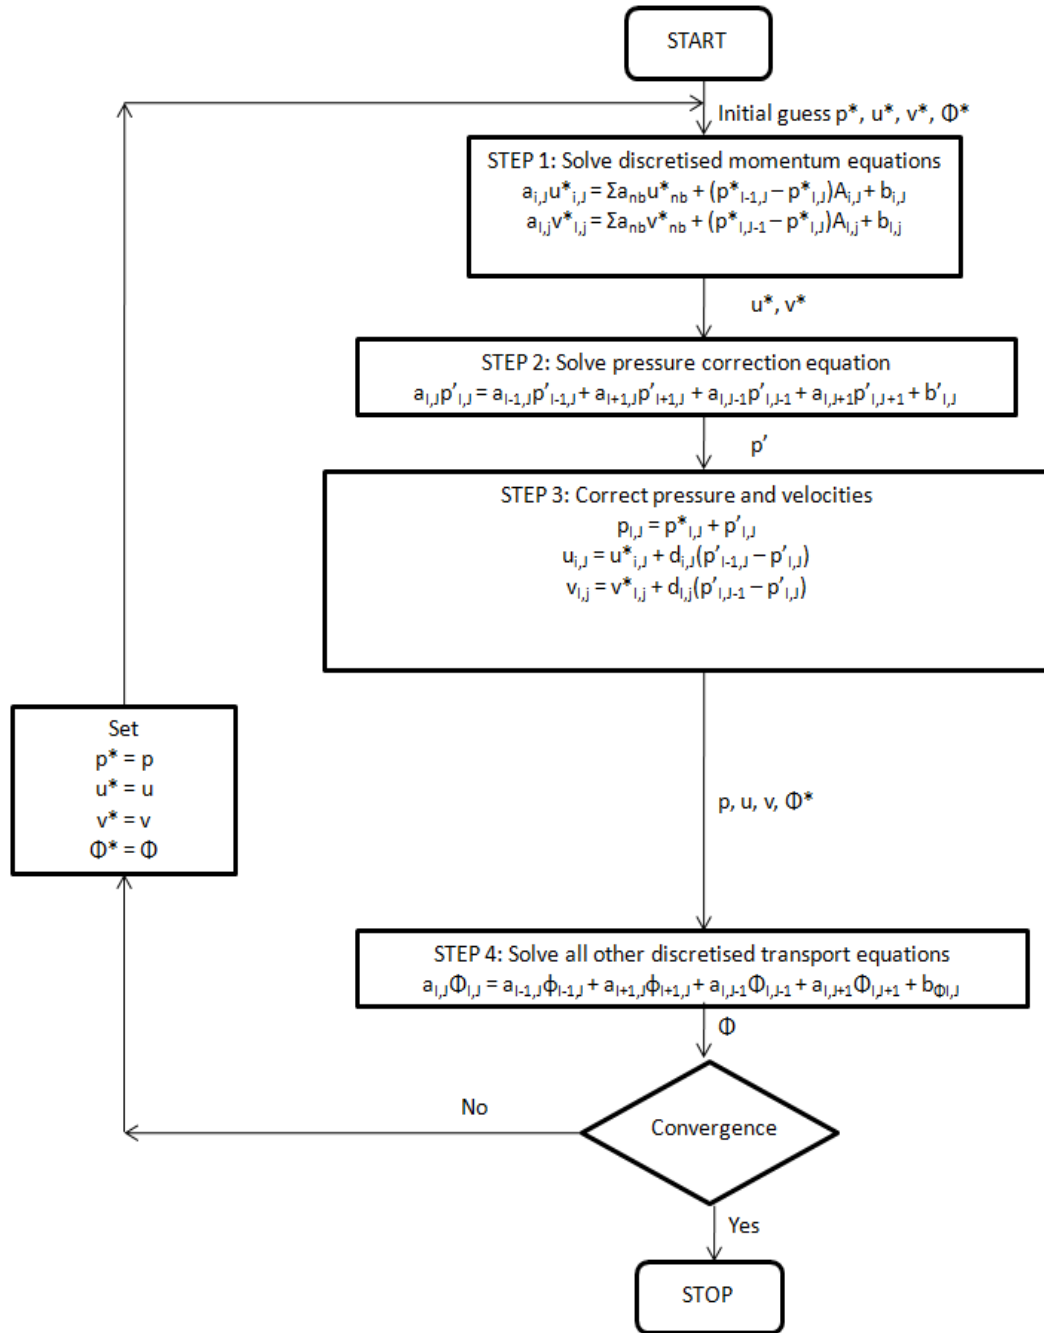 START
Initial guess p*, u*, v*, Φ*
STEP 1: Solve discretised momentum equations
a_{i,J}u*_{i,J} = Σa_{nb}u*_{nb} + (p*_{I-1,J} – p*_{I,J})A_{i,J} + b_{i,J}
a_{I,j}v*_{I,j} = Σa_{nb}v*_{nb} + (p*_{I,J-1} – p*_{I,J})A_{I,j} + b_{I,j}
u*, v*
STEP 2: Solve pressure correction equation
a_{I,J}p'_{I,J} = a_{I-1,J}p'_{I-1,J} + a_{I+1,J}p'_{I+1,J} + a_{I,J-1}p'_{I,J-1} + a_{I,J+1}p'_{I,J+1} + b'_{I,J}
p'
STEP 3: Correct pressure and velocities
p_{I,J} = p*_{I,J} + p'_{I,J}
u_{i,J} = u*_{i,J} + d_{i,J}(p'_{I-1,J} – p'_{I,J})
v_{I,j} = v*_{I,j} + d_{I,j}(p'_{I,J-1} – p'_{I,J})
Set
p* = p
u* = u
v* = v
Φ* = Φ
p, u, v, Φ*
STEP 4: Solve all other discretised transport equations
a_{I,J}Φ_{I,J} = a_{I-1,J}ϕ_{I-1,J} + a_{I+1,J}ϕ_{I+1,J} + a_{I,J-1}Φ_{I,J-1} + a_{I,J+1}Φ_{I,J+1} + b_{ΦI,J}
Φ
No
Convergence
Yes
STOP